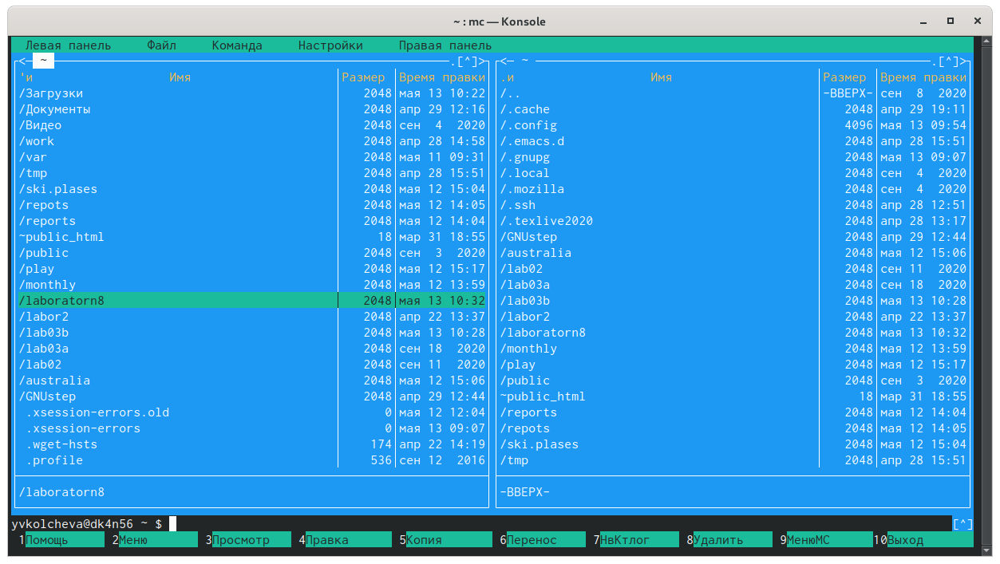 ~ : mc — Konsole
Левая панель Файл Команда Настройки Правая панель
<— ~ .[^]> <— ~ .[^]>
'и Имя Размер Время правки .и Имя Размер Время правки
/Загрузки 2048 мая 13 10:22 /.. -ВВЕРХ- сен 8 2020
/Документы 2048 апр 29 12:16 /.cache 2048 апр 29 19:11
/Видео 2048 сен 4 2020 /.config 4096 мая 13 09:54
/work 2048 апр 28 14:58 /.emacs.d 2048 апр 28 15:51
/var 2048 мая 11 09:31 /.gnupg 2048 мая 13 09:07
/tmp 2048 апр 28 15:51 /.local 2048 сен 4 2020
/ski.plases 2048 мая 12 15:04 /.mozilla 2048 сен 4 2020
/repots 2048 мая 12 14:05 /.ssh 2048 апр 28 12:51
/reports 2048 мая 12 14:04 /.texlive2020 2048 апр 28 13:17
~public_html 18 мар 31 18:55 /GNUstep 2048 апр 29 12:44
/public 2048 сен 3 2020 /australia 2048 мая 12 15:06
/play 2048 мая 12 15:17 /lab02 2048 сен 11 2020
/monthly 2048 мая 12 13:59 /lab03a 2048 сен 18 2020
/laboratorn8 2048 мая 13 10:32 /lab03b 2048 мая 13 10:28
/labor2 2048 апр 22 13:37 /labor2 2048 апр 22 13:37
/lab03b 2048 мая 13 10:28 /laboratorn8 2048 мая 13 10:32
/lab03a 2048 сен 18 2020 /monthly 2048 мая 12 13:59
/lab02 2048 сен 11 2020 /play 2048 мая 12 15:17
/australia 2048 мая 12 15:06 /public 2048 сен 3 2020
/GNUstep 2048 апр 29 12:44 ~public_html 18 мар 31 18:55
.xsession-errors.old 0 мая 12 12:04 /reports 2048 мая 12 14:04
.xsession-errors 0 мая 13 09:07 /repots 2048 мая 12 14:05
.wget-hsts 174 апр 22 14:19 /ski.plases 2048 мая 12 15:04
.profile 536 сен 12 2016 /tmp 2048 апр 28 15:51
/laboratorn8 -ВВЕРХ-
yvkolcheva@dk4n56 ~ $ [^]
1Помощь 2Меню 3Просмотр 4Правка 5Копия 6Перенос 7НвКтлог 8Удалить 9МенюМС 10Выход